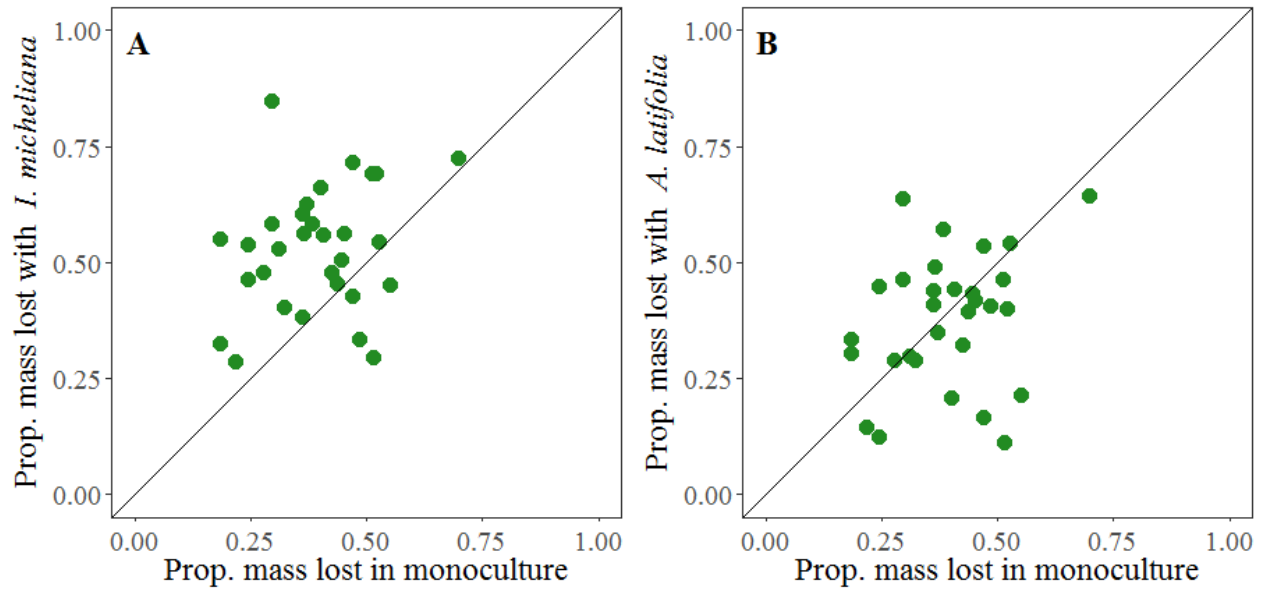 A
Prop. mass lost with I. micheliana
1.00
0.75
0.50
0.25
0.00
0.00 0.25 0.50 0.75 1.00
Prop. mass lost in monoculture
B
Prop. mass lost with A. latifolia
1.00
0.75
0.50
0.25
0.00
0.00 0.25 0.50 0.75 1.00
Prop. mass lost in monoculture